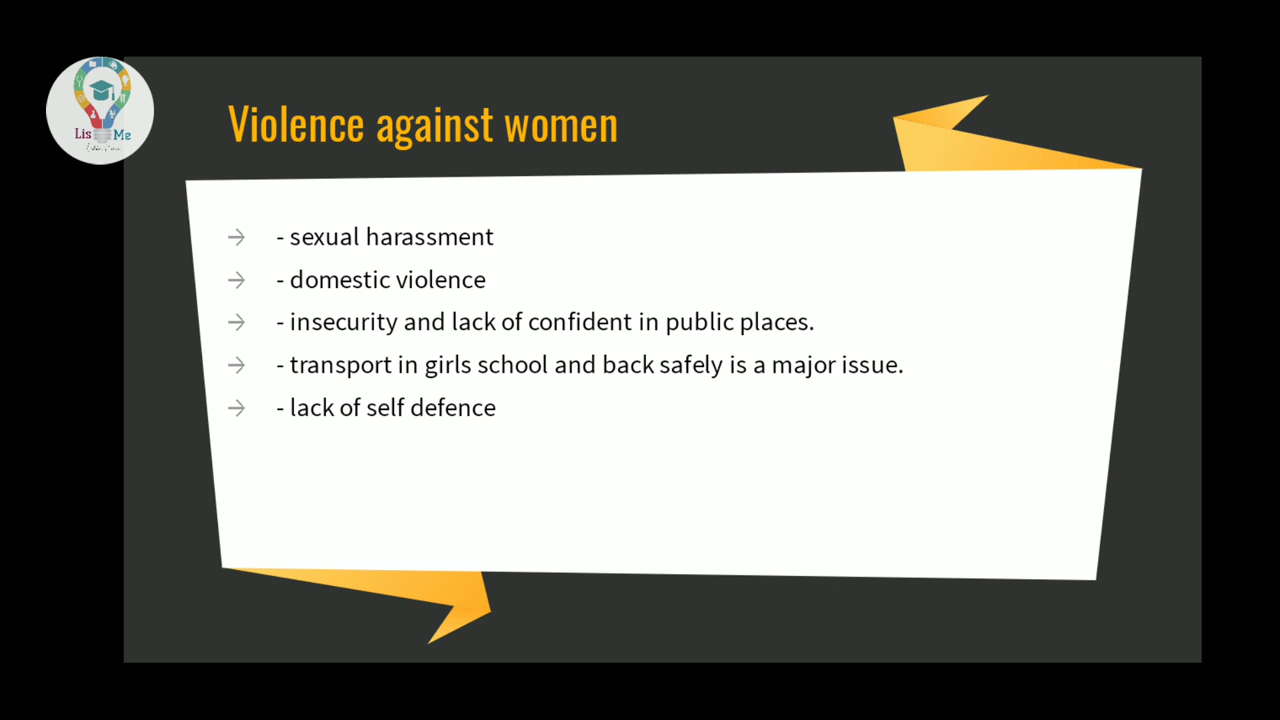 Lis Me
Violence against women
→ - sexual harassment
→ - domestic violence
→ - insecurity and lack of confident in public places.
→ - transport in girls school and back safely is a major issue.
→ - lack of self defence